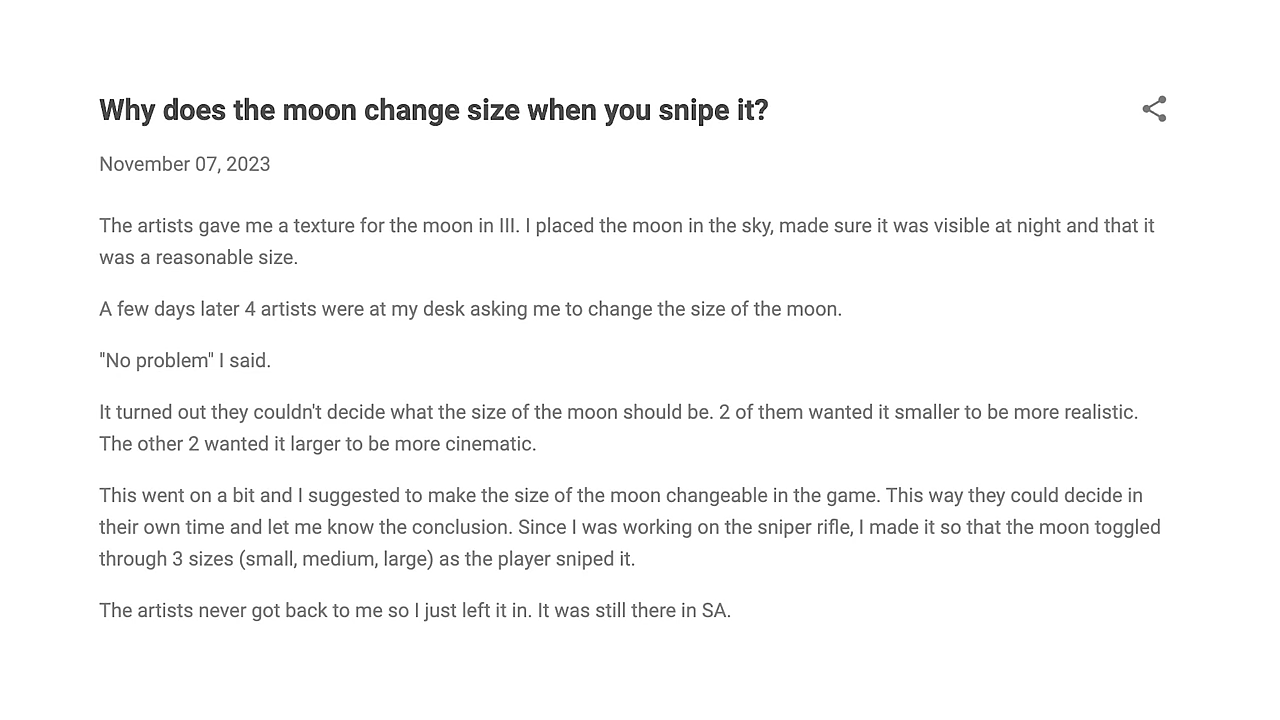 Why does the moon change size when you snipe it?
November 07, 2023
The artists gave me a texture for the moon in III. I placed the moon in the sky, made sure it was visible at night and that it
was a reasonable size.
A few days later 4 artists were at my desk asking me to change the size of the moon.
"No problem" I said.
It turned out they couldn't decide what the size of the moon should be. 2 of them wanted it smaller to be more realistic.
The other 2 wanted it larger to be more cinematic.
This went on a bit and I suggested to make the size of the moon changeable in the game. This way they could decide in
their own time and let me know the conclusion. Since I was working on the sniper rifle, I made it so that the moon toggled
through 3 sizes (small, medium, large) as the player sniped it.
The artists never got back to me so I just left it in. It was still there in SA.